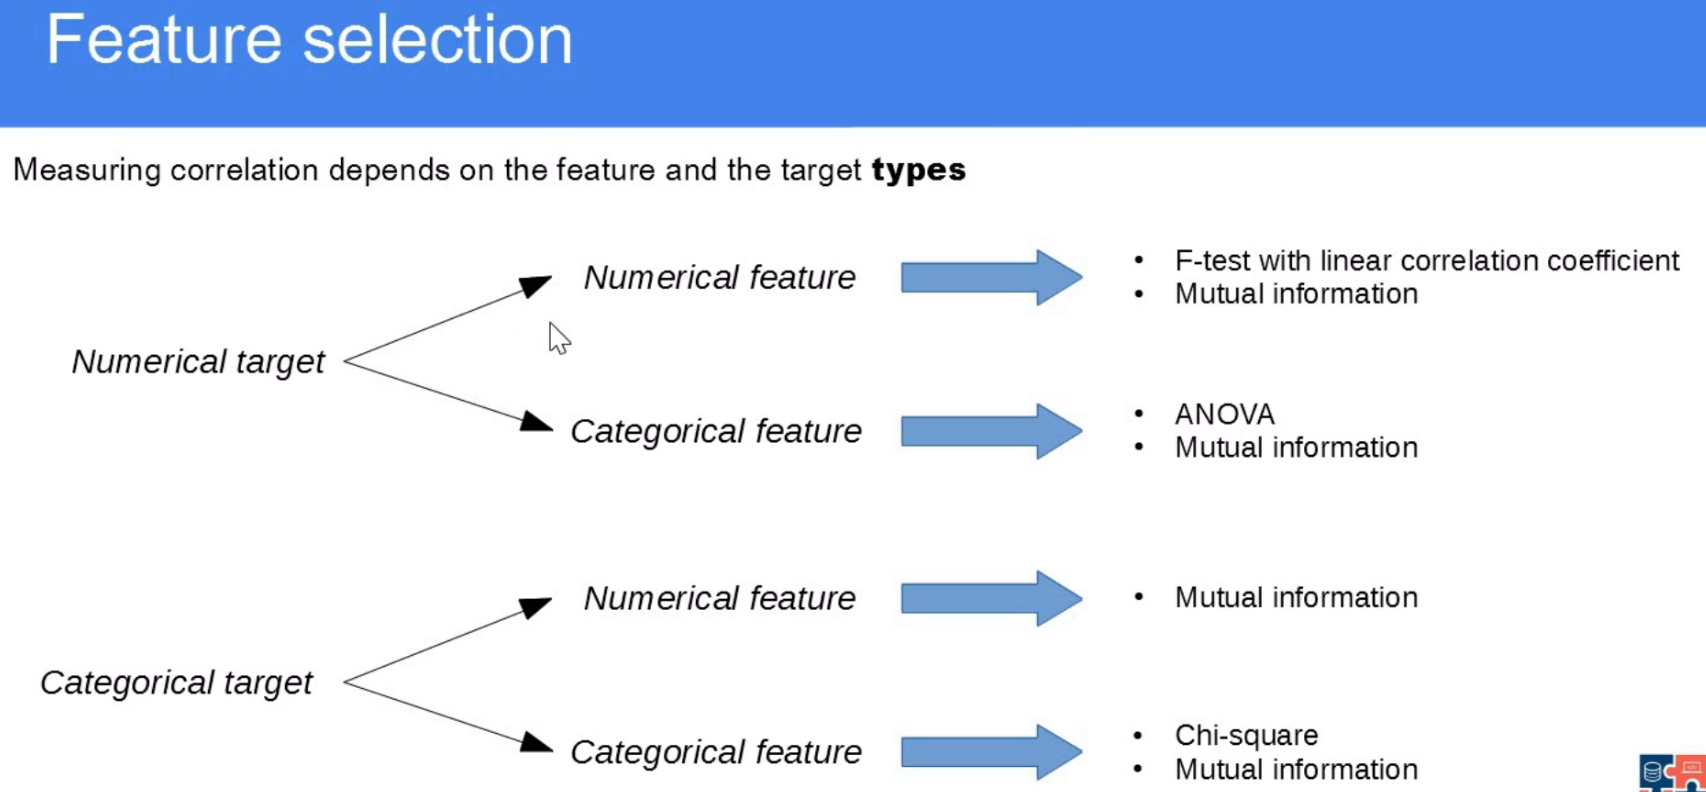 Feature selection
Measuring correlation depends on the feature and the target types
Numerical target
Numerical feature
• F-test with linear correlation coefficient
• Mutual information
Categorical feature
• ANOVA
• Mutual information
Categorical target
Numerical feature
• Mutual information
Categorical feature
• Chi-square
• Mutual information